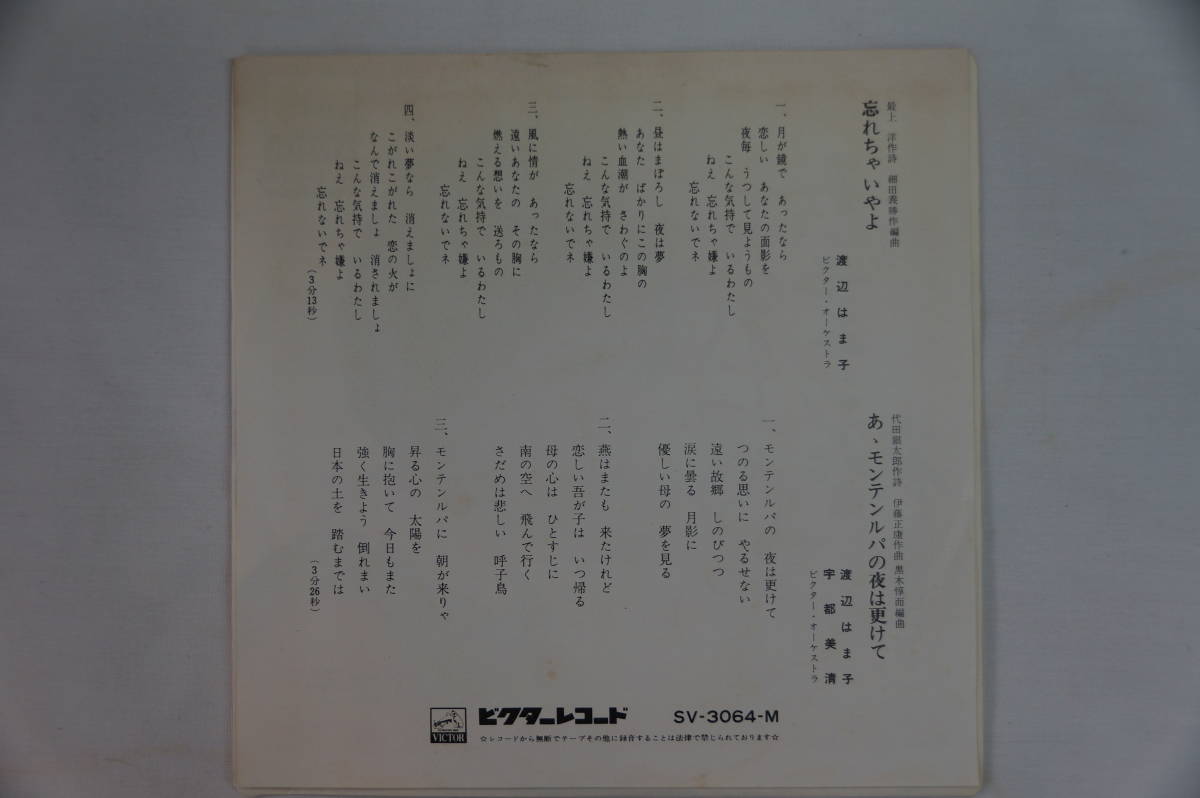 忘れちゃいやよ
最上　洋作詩　細田義勝作編曲
渡辺はま子
ビクター・オーケストラ
一、月が鏡で　あったなら
恋しい　あなたの面影を
夜毎　うつして見ようもの
こんな気持で　いるわたし
ねえ　忘れちゃ嫌よ
忘れないでネ
二、昼はまぼろし　夜は夢
あなた　ばかりにこの胸の
熱い血潮が　さわぐのよ
こんな気持で　いるわたし
ねえ　忘れちゃ嫌よ
忘れないでネ
三、風に情が　あったなら
遠いあなたの　その胸に
燃える想いを　送ろもの
こんな気持で　いるわたし
ねえ　忘れちゃ嫌よ
忘れないでネ
四、淡い夢なら　消えましょに
こがれこがれた　恋の火が
なんで消えましょ　消されましょ
こんな気持で　いるわたし
ねえ　忘れちゃ嫌よ
忘れないでネ
（3分13秒）
あゝモンテンルパの夜は更けて
代田銀太郎作詩　伊藤正康作曲　黒木惇而編曲
渡辺はま子
宇都美清
ビクター・オーケストラ
一、モンテンルパの　夜は更けて
つのる思いに　やるせない
遠い故郷　しのびつつ
涙に曇る　月影に
優しい母の　夢を見る
二、燕はまたも　来たけれど
恋しい吾が子は　いつ帰る
母の心は　ひとすじに
南の空へ　飛んで行く
さだめは悲しい　呼子鳥
三、モンテンルパに　朝が来りゃ
昇る心の　太陽を
胸に抱いて　今日もまた
強く生きよう　倒れまい
日本の土を　踏むまでは
（3分26秒）
VICTOR
ビクターレコード　SV-3064-M
☆レコードから無断でテープその他に録音することは法律で禁じられております☆